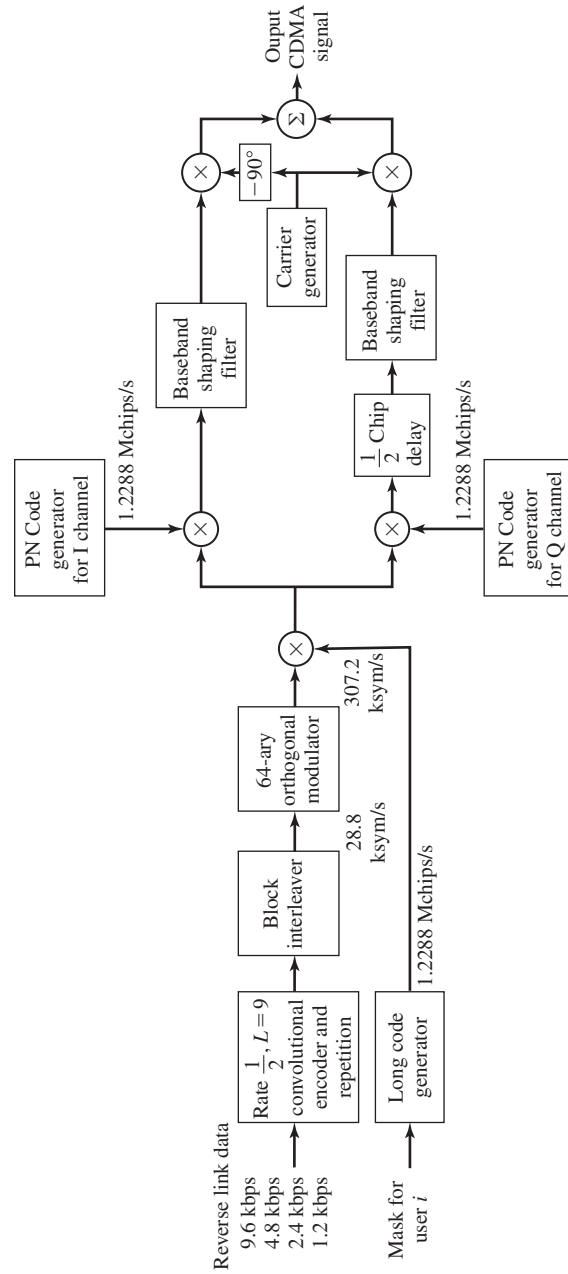 Reverse link data
9.6 kbps
4.8 kbps
2.4 kbps
1.2 kbps
Rate 1/2, L = 9
convolutional
encoder and
repetition
Block
interleaver
28.8
ksym/s
64-ary
orthogonal
modulator
307.2
ksym/s
×
Mask for
user i
Long code
generator
1.2288 Mchips/s
PN Code
generator
for I channel
1.2288 Mchips/s
×
Baseband
shaping
filter
×
−90°
Carrier
generator
Σ
Ouput
CDMA
signal
PN Code
generator
for Q channel
1.2288 Mchips/s
×
1/2 Chip
delay
Baseband
shaping
filter
×